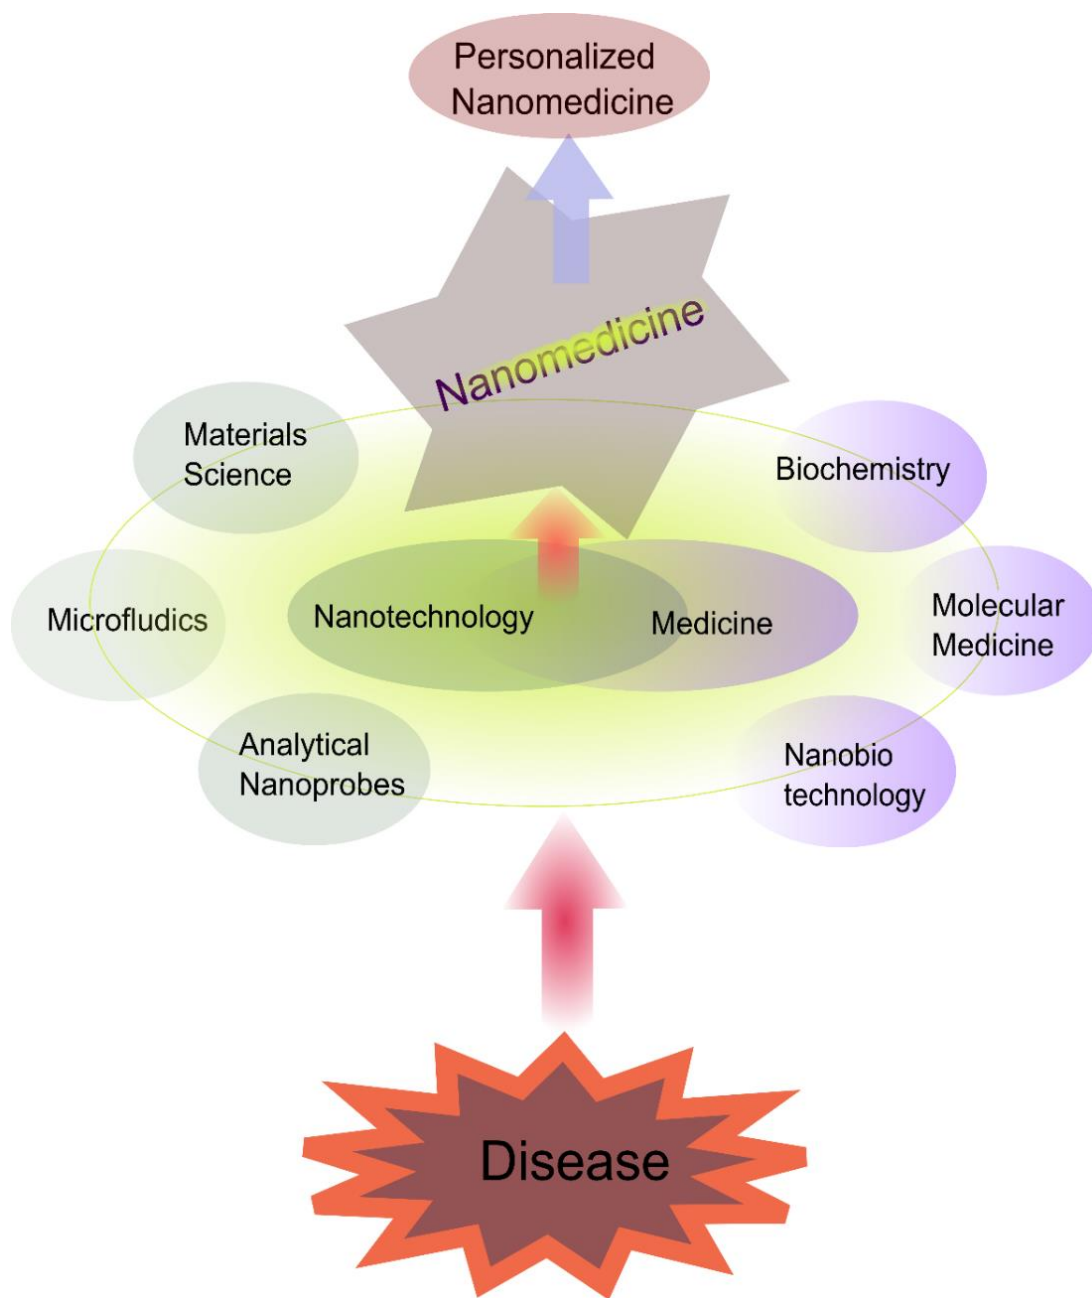 Personalized
Nanomedicine
Nanomedicine
Materials
Science
Biochemistry
Microfludics
Nanotechnology
Medicine
Molecular
Medicine
Analytical
Nanoprobes
Nanobio
technology
Disease